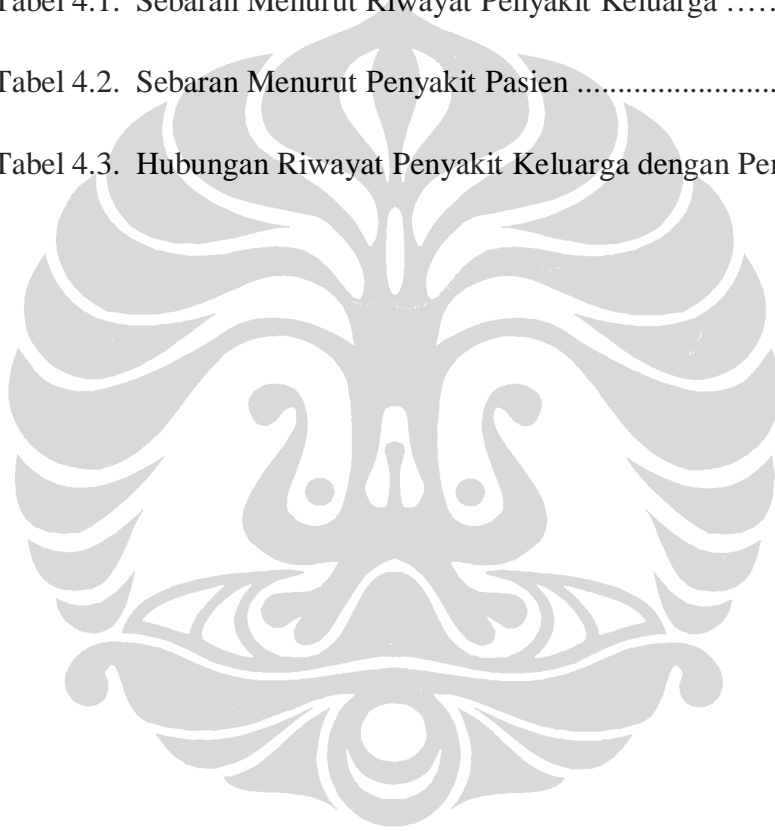 Tabel 4.1. Sebaran Menurut Riwayat Penyakit Keluarga ……
Tabel 4.2. Sebaran Menurut Penyakit Pasien ........................
Tabel 4.3. Hubungan Riwayat Penyakit Keluarga dengan